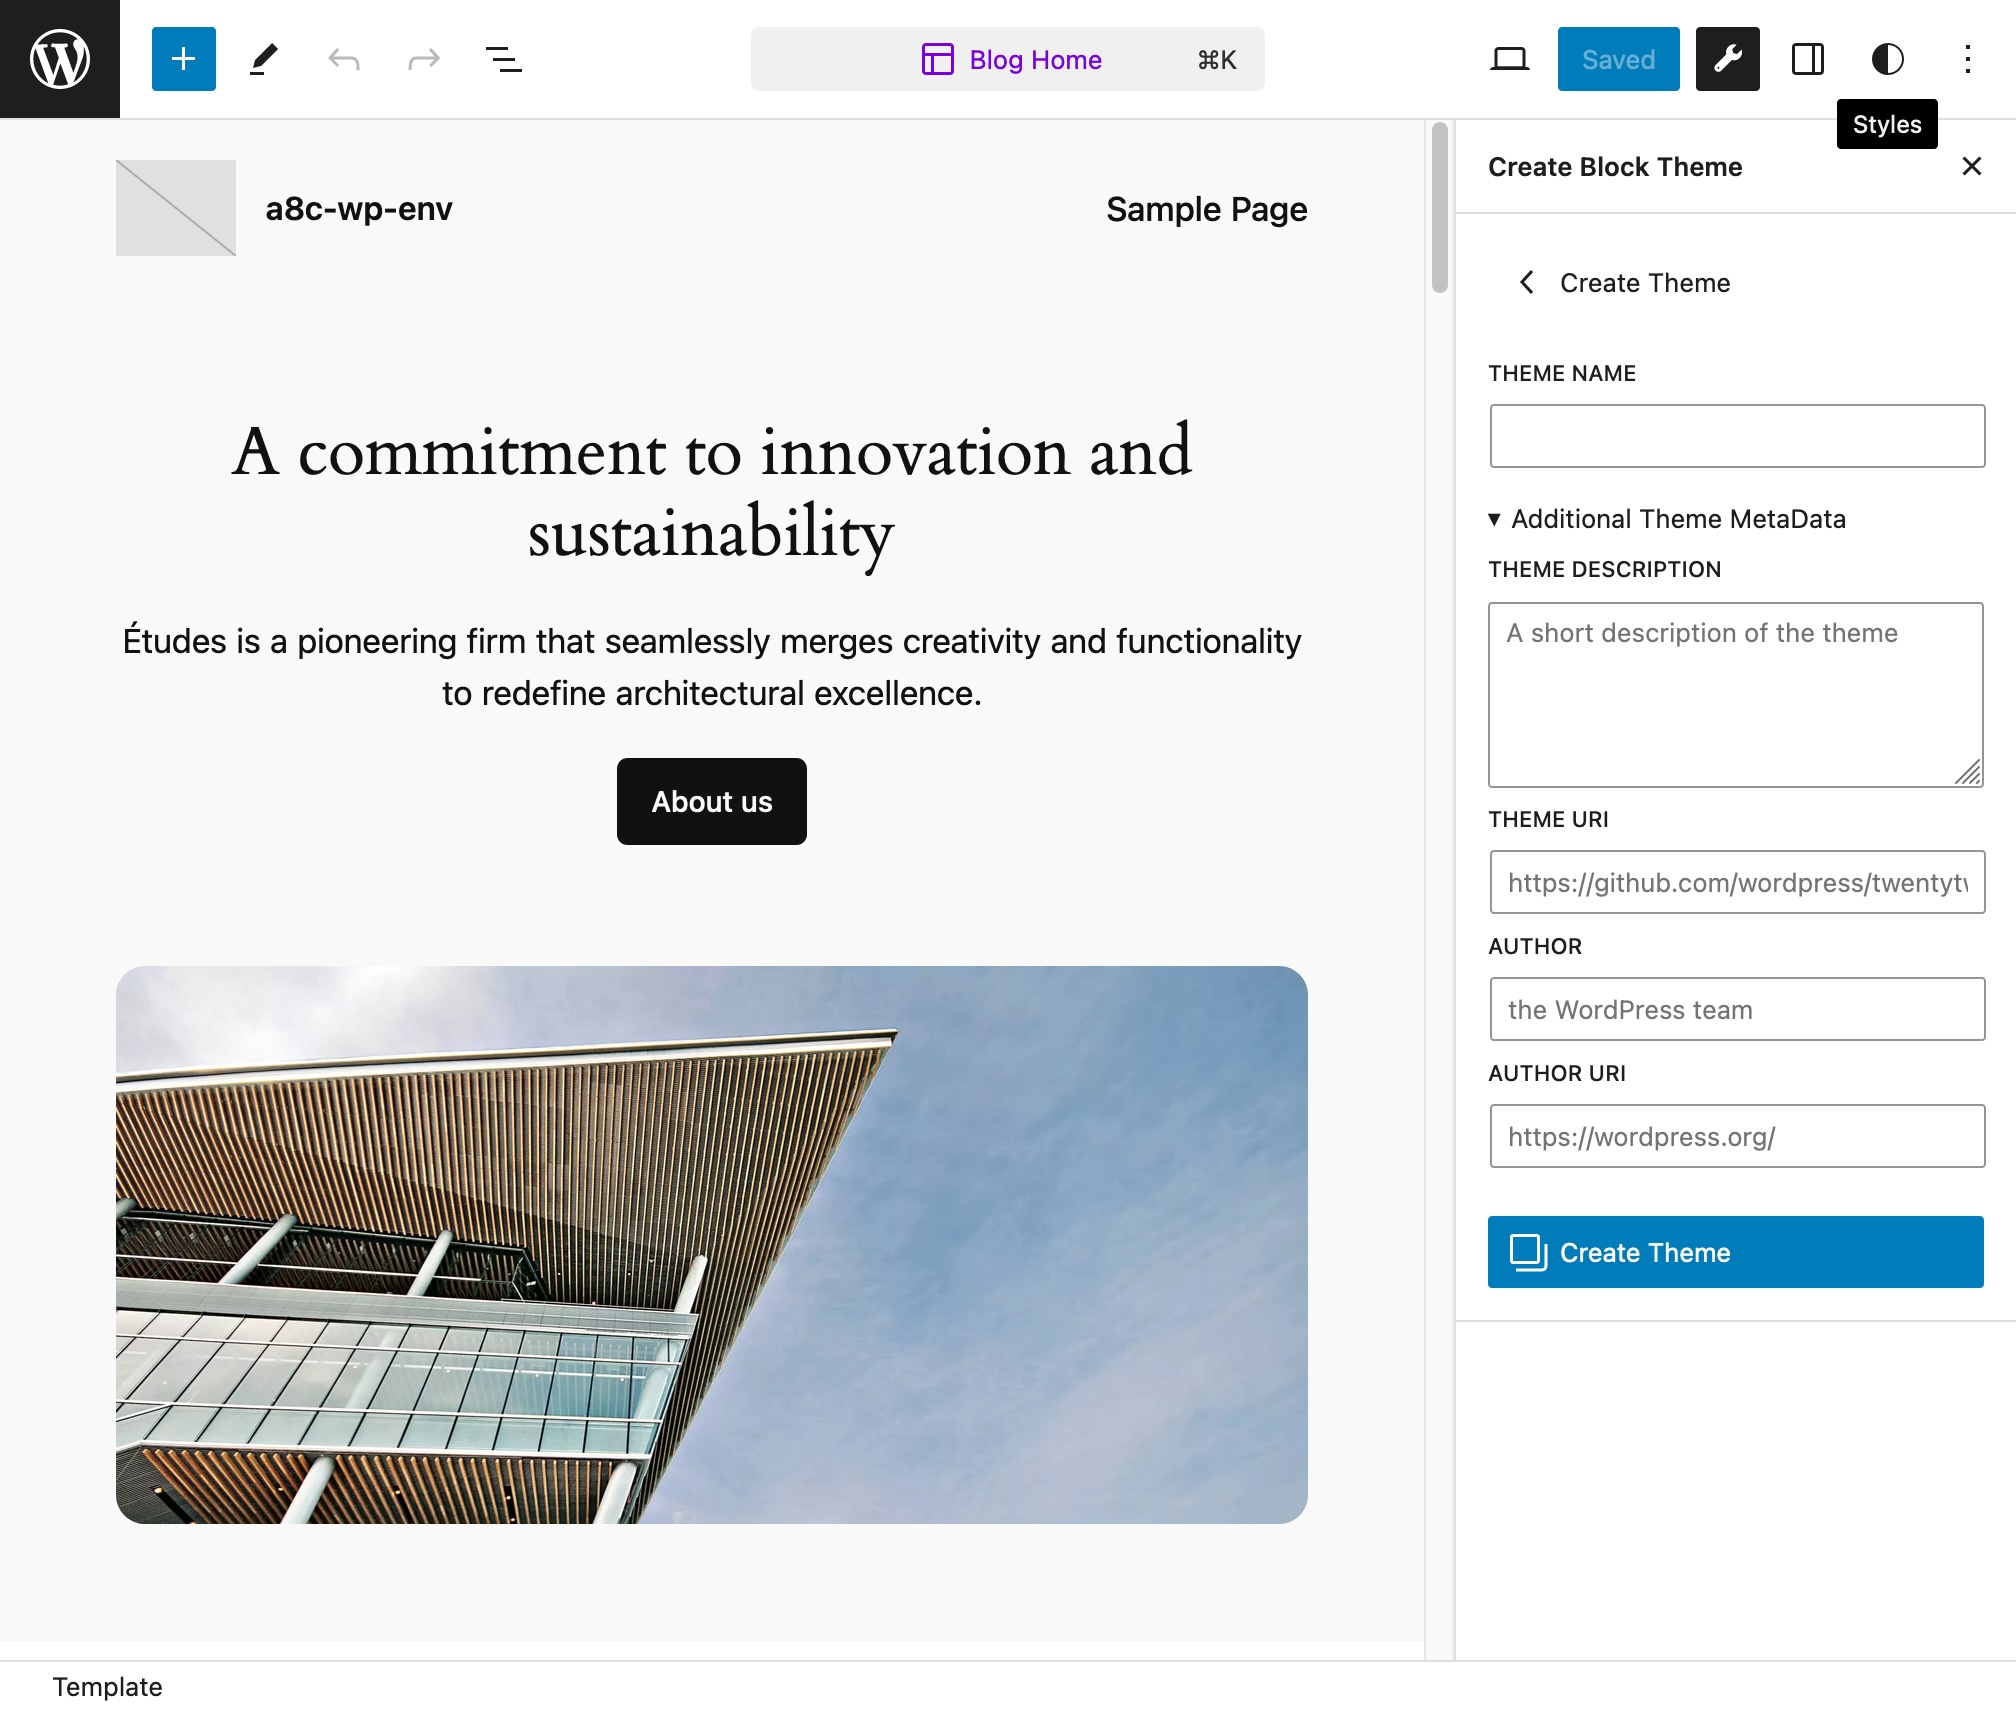 Blog Home
⌘K
Saved
Styles
a8c-wp-env
Sample Page
A commitment to innovation and
sustainability
Études is a pioneering firm that seamlessly merges creativity and functionality
to redefine architectural excellence.
About us
Create Block Theme
Create Theme
THEME NAME
Additional Theme MetaData
THEME DESCRIPTION
A short description of the theme
THEME URI
https://github.com/wordpress/twentytv
AUTHOR
the WordPress team
AUTHOR URI
https://wordpress.org/
Create Theme
Template